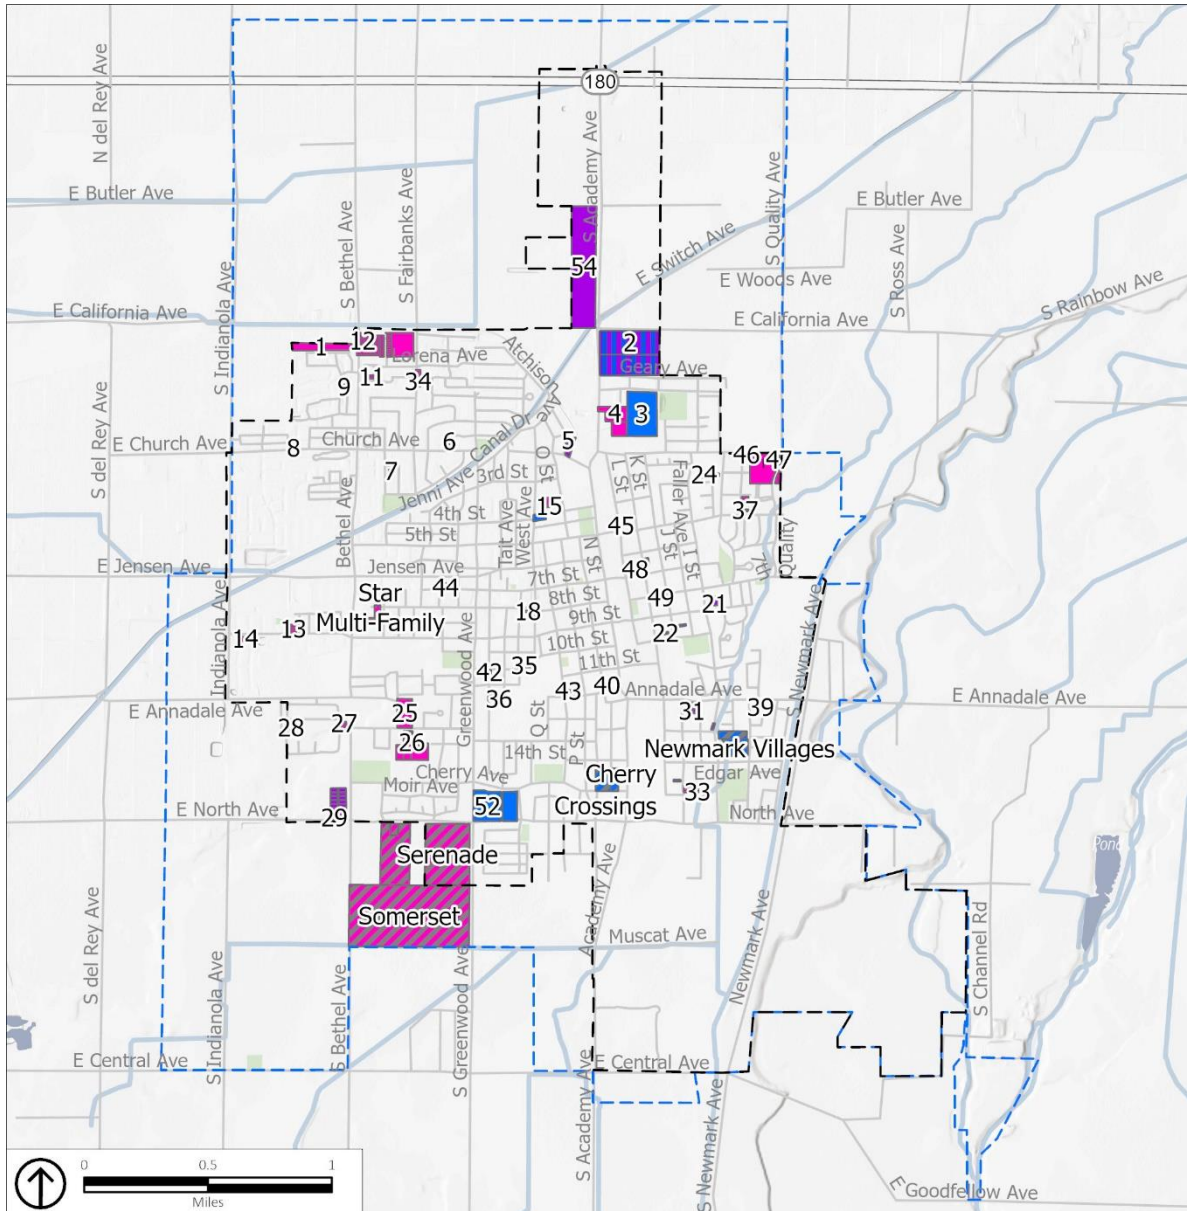 180
N del Rey Ave
S Academy Ave
S Quality Ave
E Butler Ave
E Butler Ave
S Bethel Ave
S Fairbanks Ave
E Switch Ave
54
E Woods Ave
S Ross Ave
S Rainbow Ave
S Indianola Ave
E California Ave
E California Ave
1
12
2
Lorena Ave
Atchison Ave
Geary Ave
9
11
34
4
3
S del Rey Ave
E Church Ave
8
Church Ave
6
Canal Dr
5
46
47
7
3rd St
O St
L St
K St
Faller Ave
24
Jenni Ave
15
37
Bethel Ave
4th St
5th St
Tait Ave
West Ave
45
N St
J St
I St
7th
Quality
E Jensen Ave
Jensen Ave
7th St
48
44
8th St
49
21
Star
Multi-Family
18
9th St
14
13
10th St
22
Indianola Ave
Greenwood Ave
42
35
11th St
S Newmark Ave
36
43
40
Annadale Ave
E Annadale Ave
E Annadale Ave
28
27
25
Q St
P St
31
39
26
14th St
Newmark Villages
Cherry Ave
Moir Ave
Cherry
Crossings
Edgar Ave
E North Ave
29
52
33
North Ave
Serenade
Pond
Somerset
Academy Ave
Muscat Ave
Newmark Ave
S Channel Rd
S del Rey Ave
S Indianola Ave
S Bethel Ave
S Greenwood Ave
E Central Ave
E Central Ave
S Academy Ave
S Newmark Ave
E Goodfellow Ave
0 0.5 1
Miles